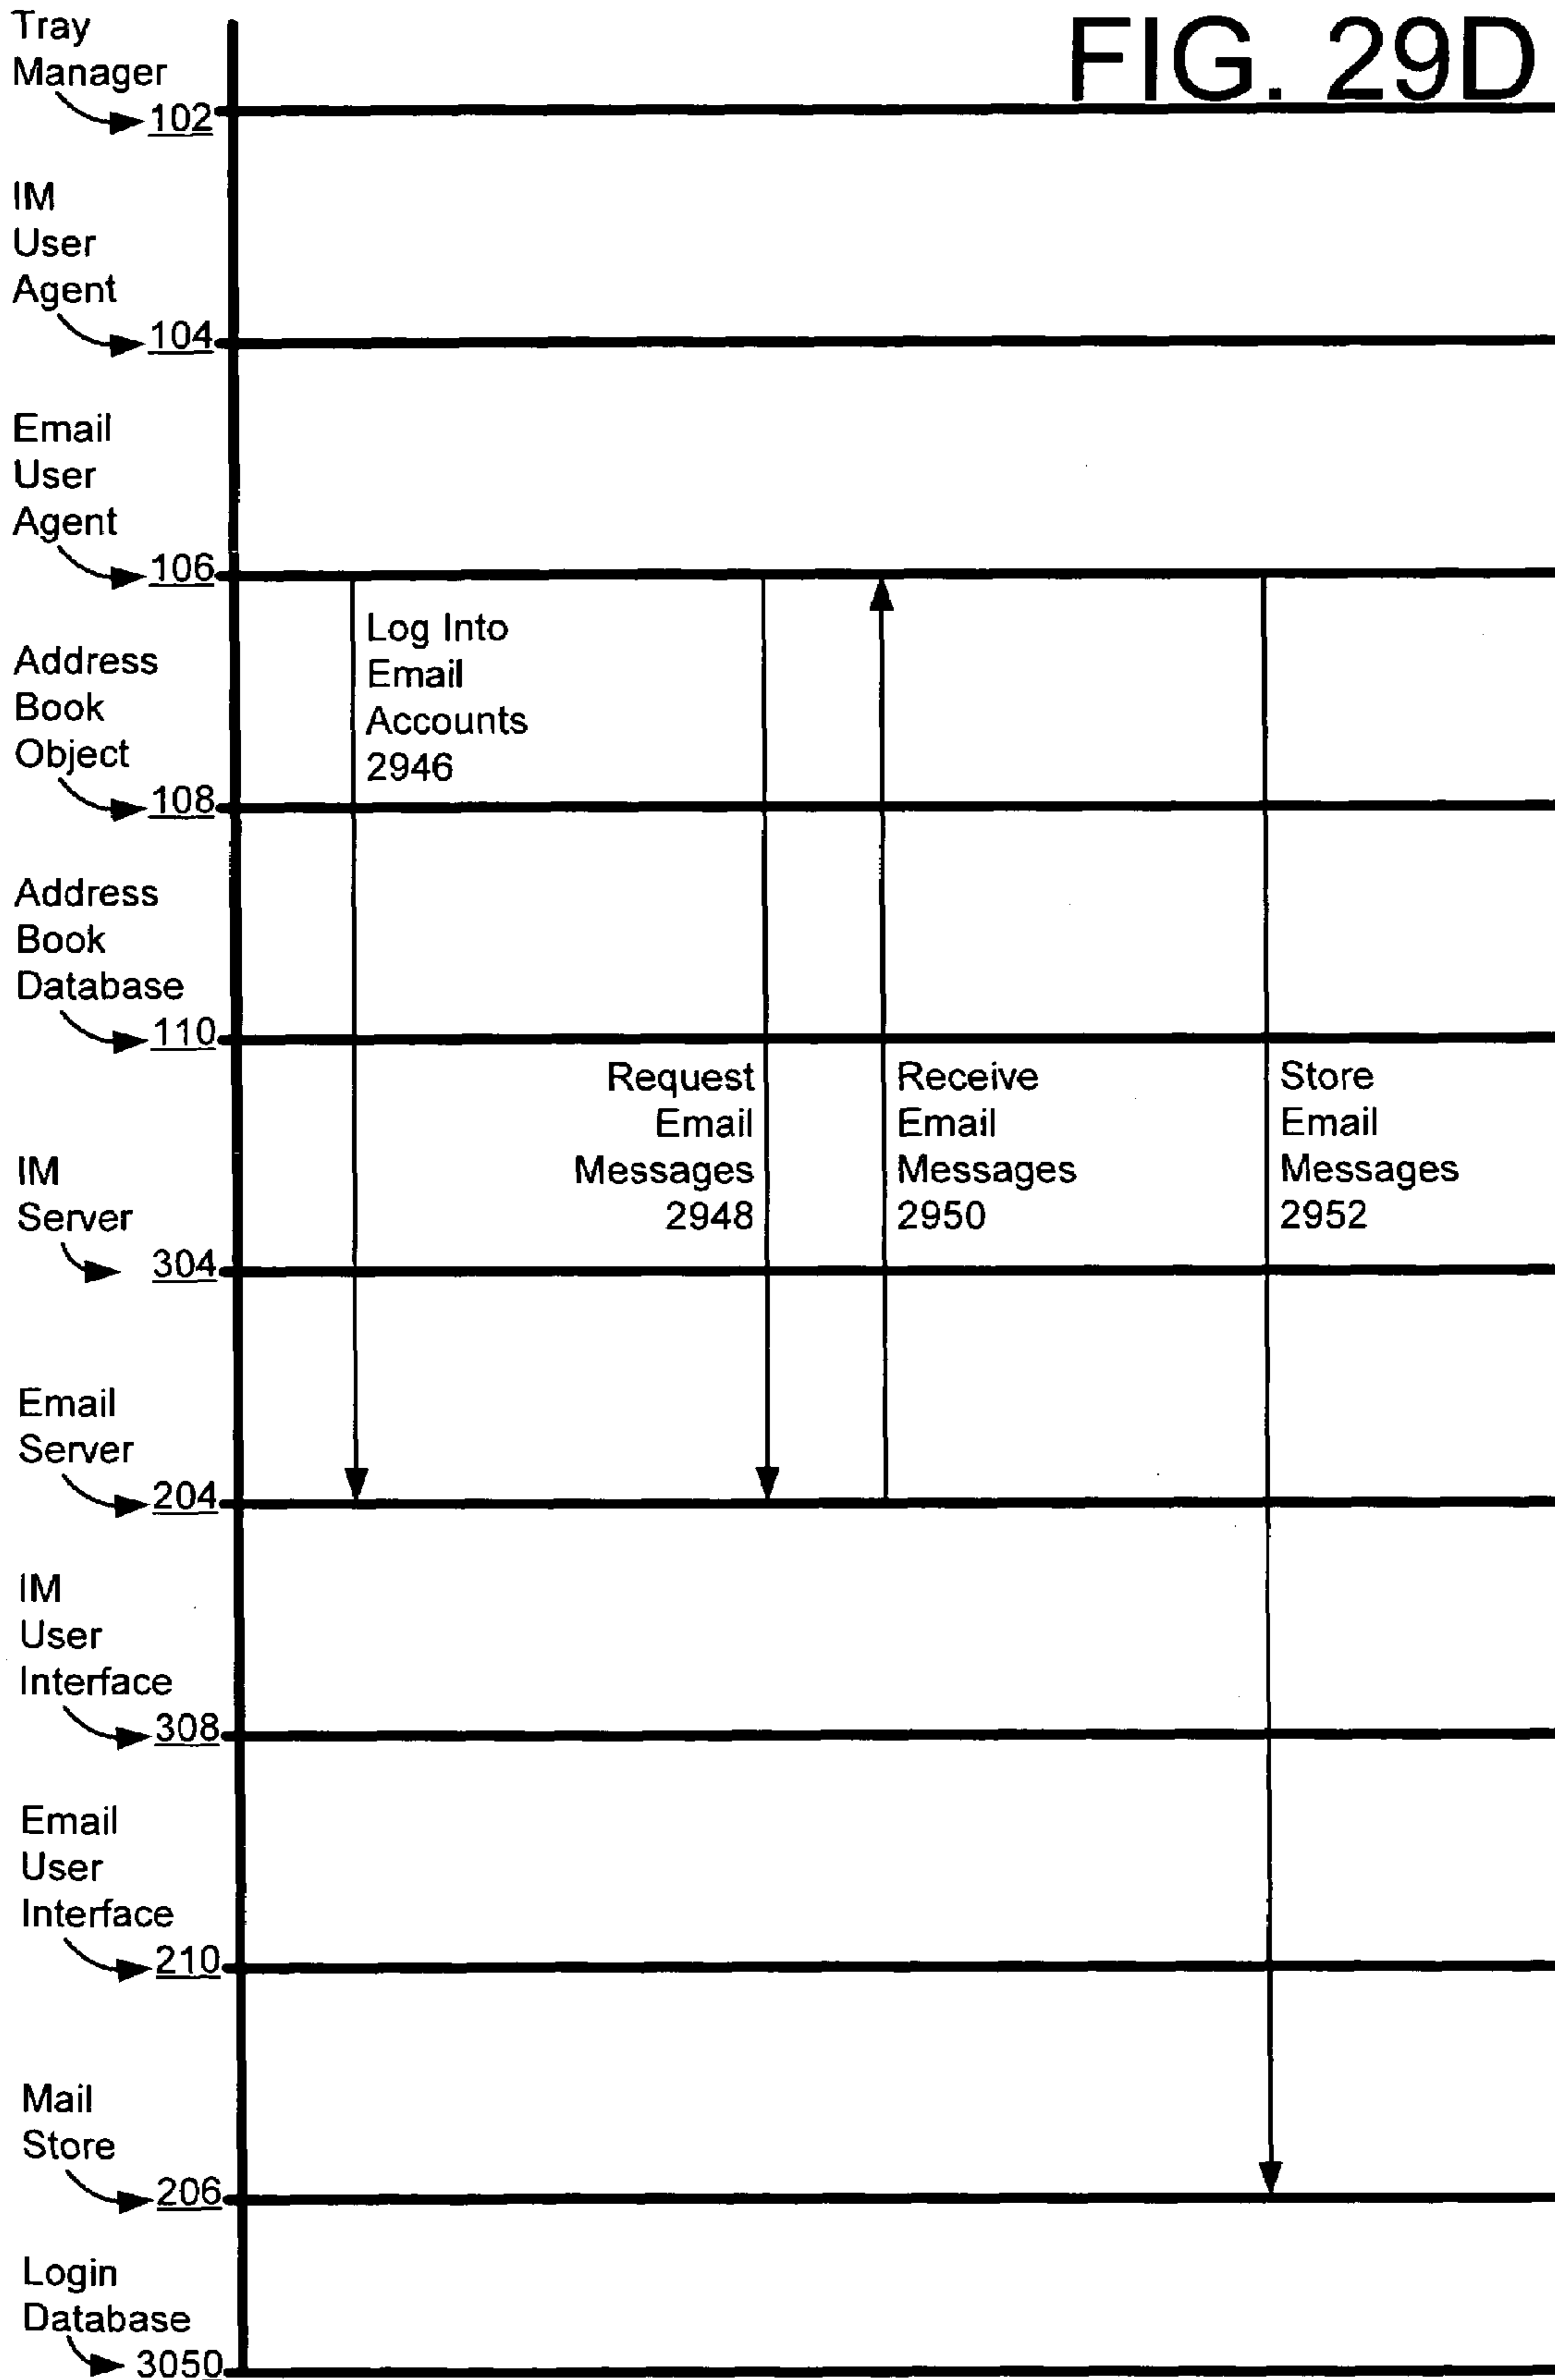 FIG. 29D
Tray
Manager
102
IM
User
Agent
104
Email
User
Agent
106
Log Into
Email
Accounts
2946
Address
Book
Object
108
Address
Book
Database
110
Request
Email
Messages
2948
Receive
Email
Messages
2950
Store
Email
Messages
2952
IM
Server
304
Email
Server
204
IM
User
Interface
308
Email
User
Interface
210
Mail
Store
206
Login
Database
3050